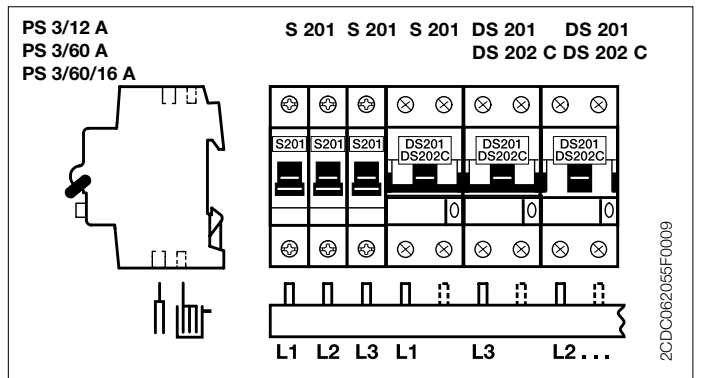 PS 3/12 A
PS 3/60 A
PS 3/60/16 A
S 201 S 201 S 201 DS 201 DS 201
DS 202 C DS 202 C
S201 S201 S201 DS201 DS201 DS201
DS202C DS202C DS202C
L1 L2 L3 L1 L3 L2 . . .
2CDC062055F0009